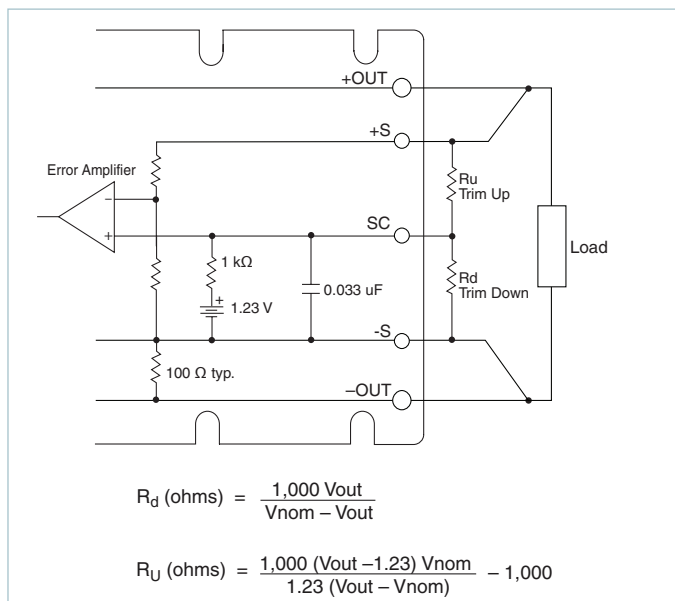 +OUT
+S
Error Amplifier
−
+
Ru
Trim Up
SC
1 kΩ
+
1.23 V
0.033 uF
Rd
Trim Down
Load
-S
100 Ω typ.
–OUT
Rd (ohms) = 1,000 Vout / Vnom – Vout
RU (ohms) = 1,000 (Vout –1.23) Vnom / 1.23 (Vout – Vnom) – 1,000